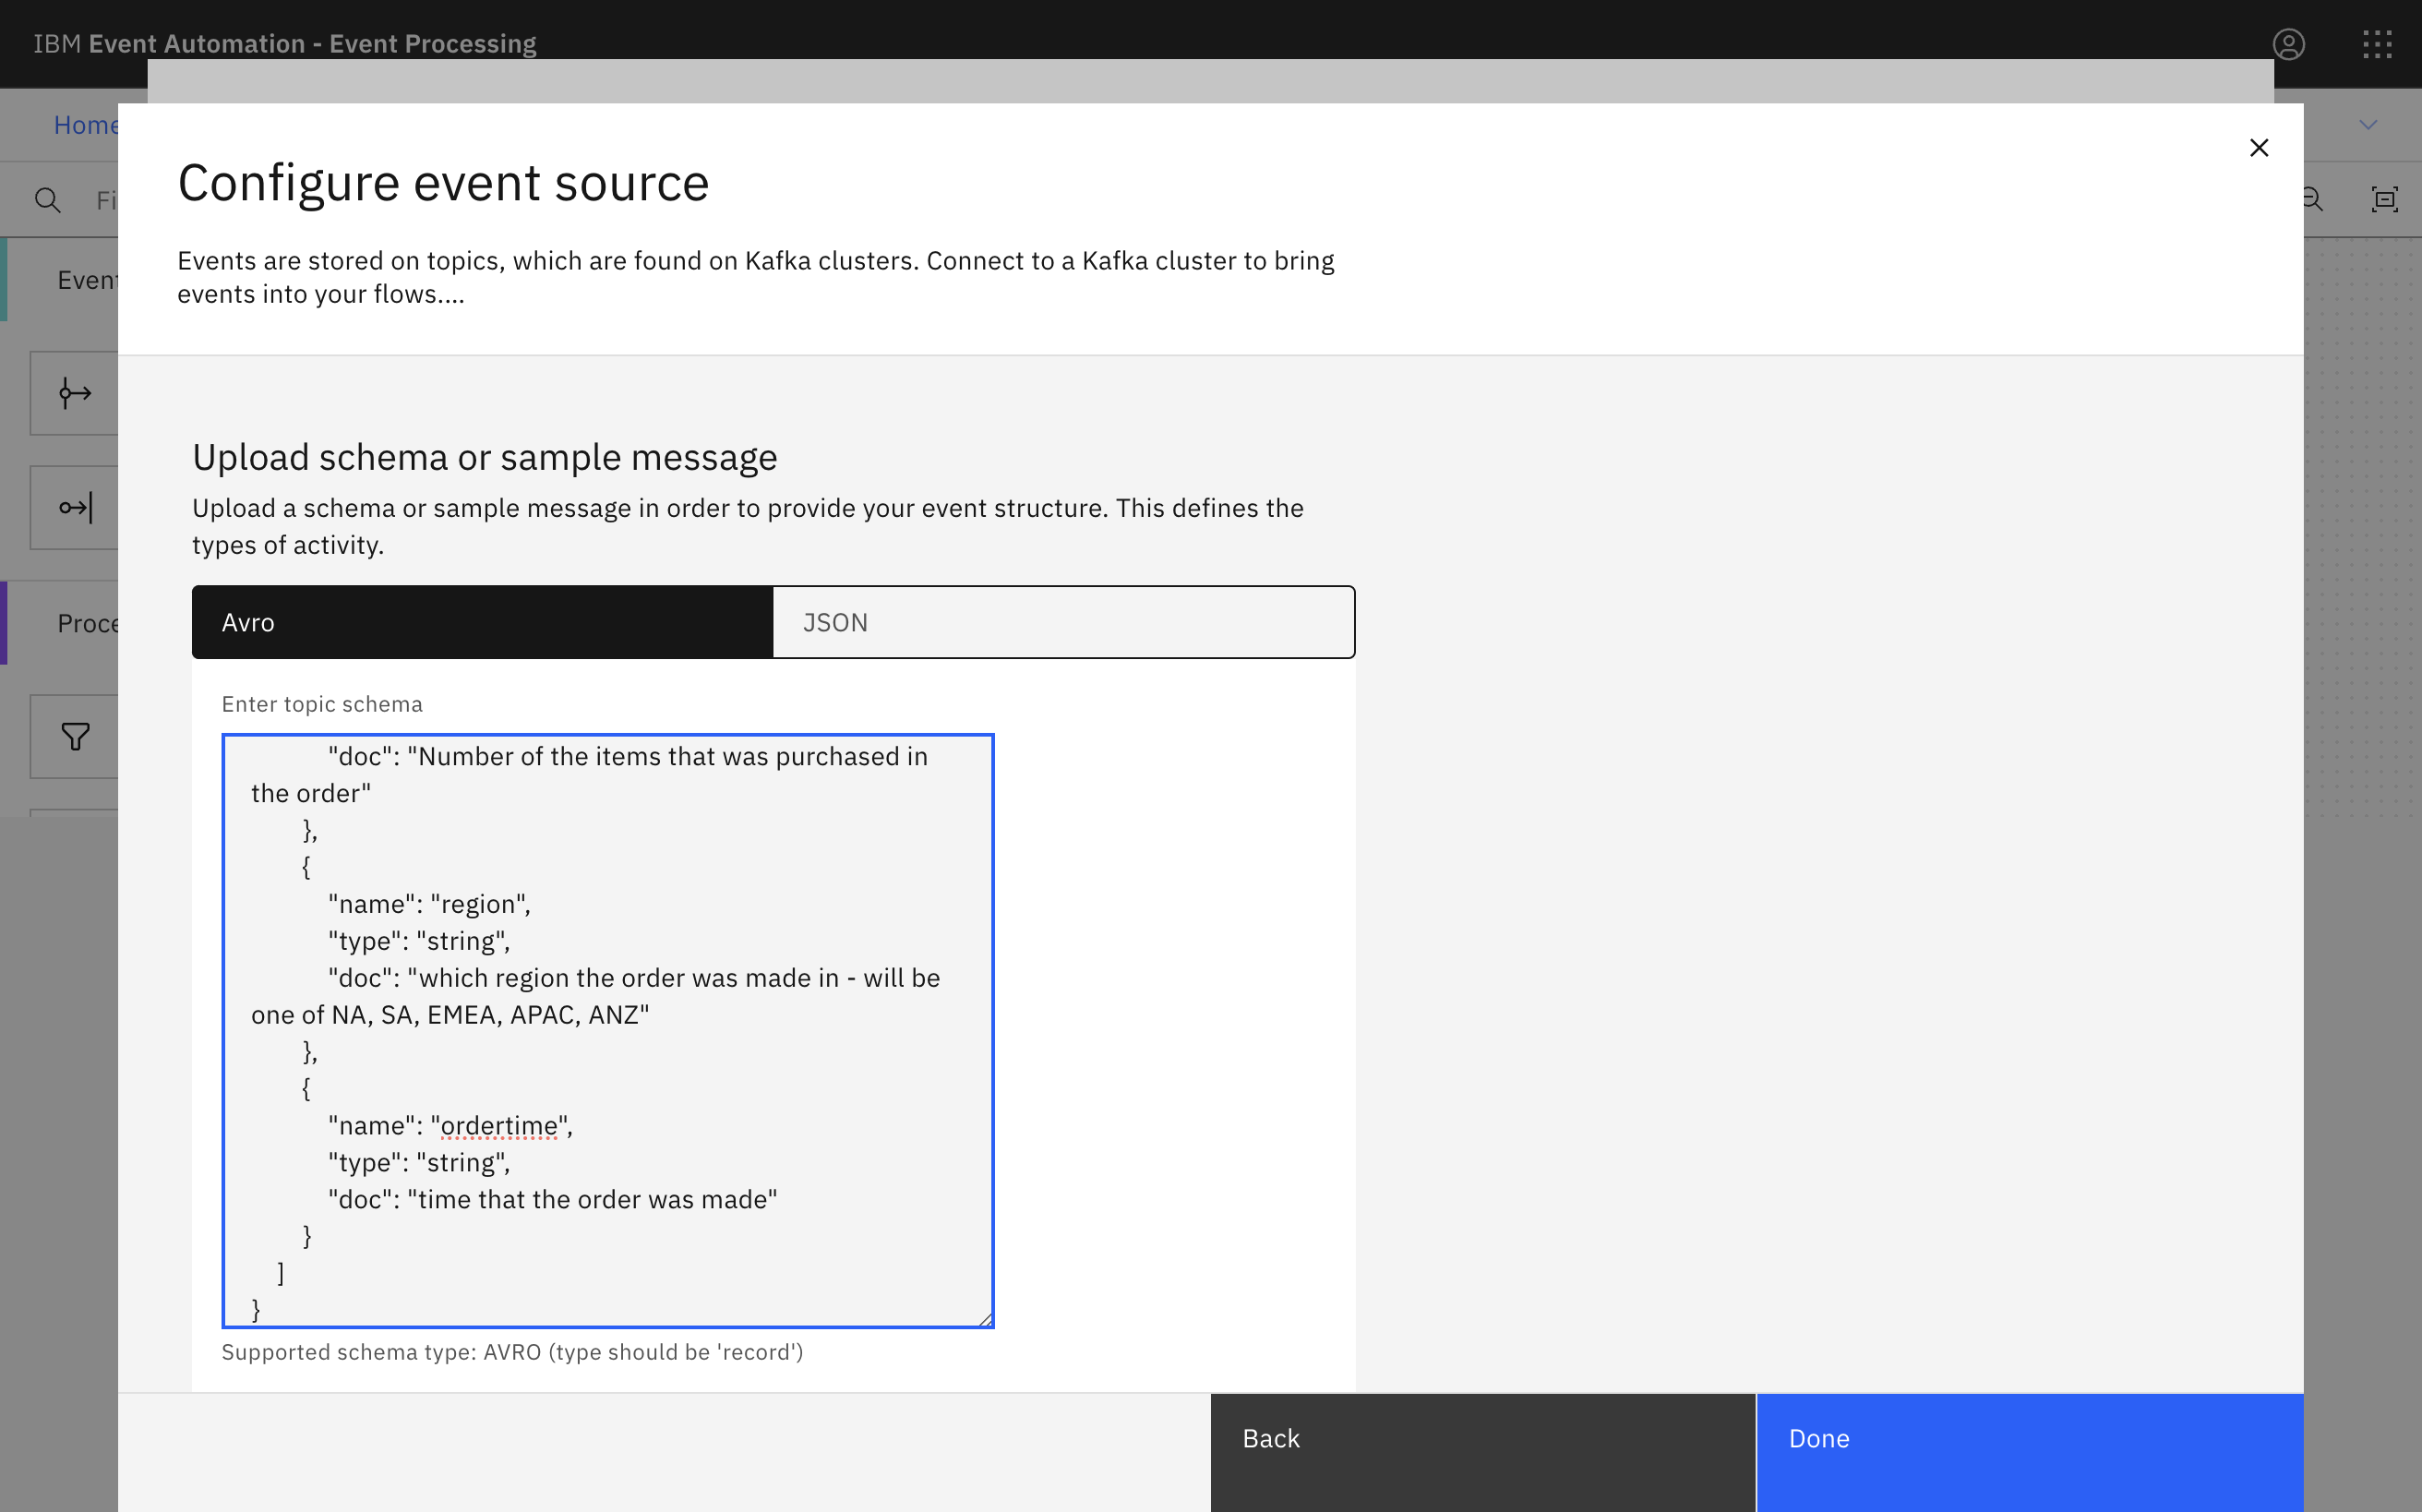 IBM Event Automation - Event Processing
Home
Configure event source
Events are stored on topics, which are found on Kafka clusters. Connect to a Kafka cluster to bring
events into your flows....
Fi
Event
Proce
Upload schema or sample message
Upload a schema or sample message in order to provide your event structure. This defines the
types of activity.
Avro
JSON
Enter topic schema
"doc": "Number of the items that was purchased in
the order"
},
{
"name": "region",
"type": "string",
"doc": "which region the order was made in - will be
one of NA, SA, EMEA, APAC, ANZ"
},
{
"name": "ordertime",
"type": "string",
"doc": "time that the order was made"
}
]
}
Supported schema type: AVRO (type should be 'record')
Back
Done